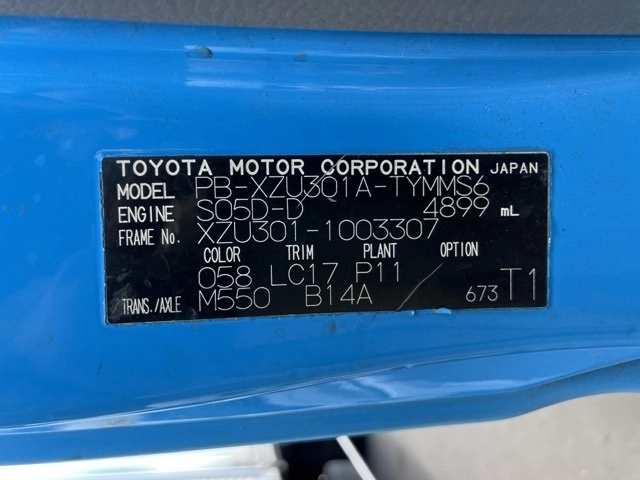 TOYOTA MOTOR CORPORATION JAPAN
MODEL PB-XZU301A-TYMMS6
ENGINE S05D-D 4899 mL
FRAME No. XZU301-1003307
COLOR TRIM PLANT OPTION
058 LC17 P11
TRANS./AXLE M550 B14A 673 T1